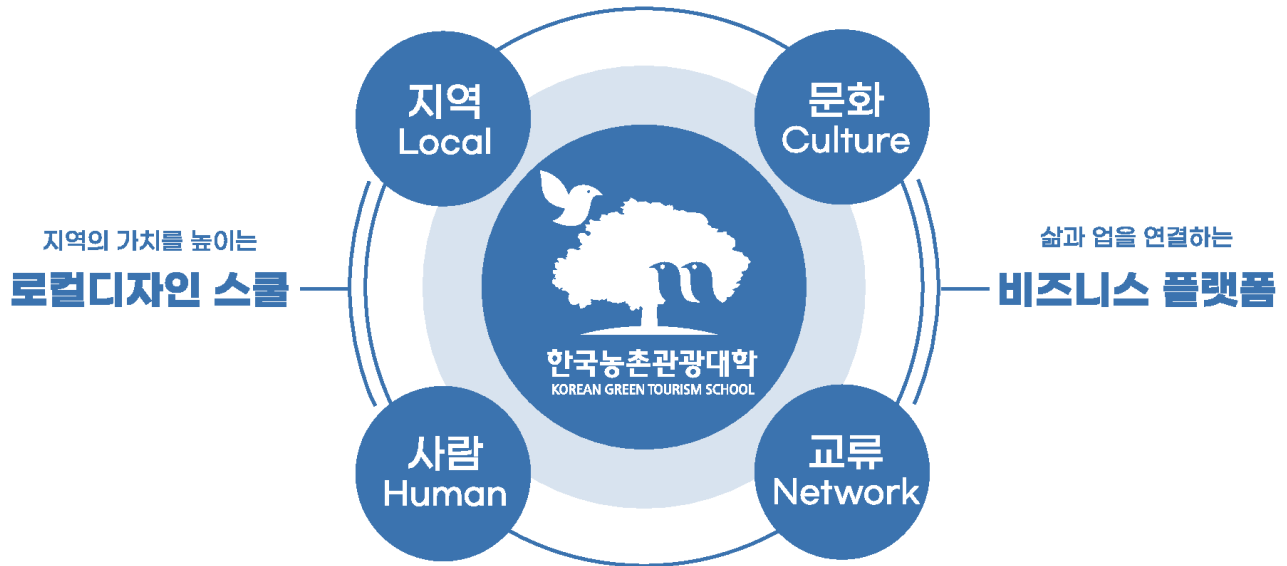 지역
Local
문화
Culture
지역의 가치를 높이는
로컬디자인 스쿨
삶과 업을 연결하는
비즈니스 플랫폼
한국농촌관광대학
KOREAN GREEN TOURISM SCHOOL
사람
Human
교류
Network